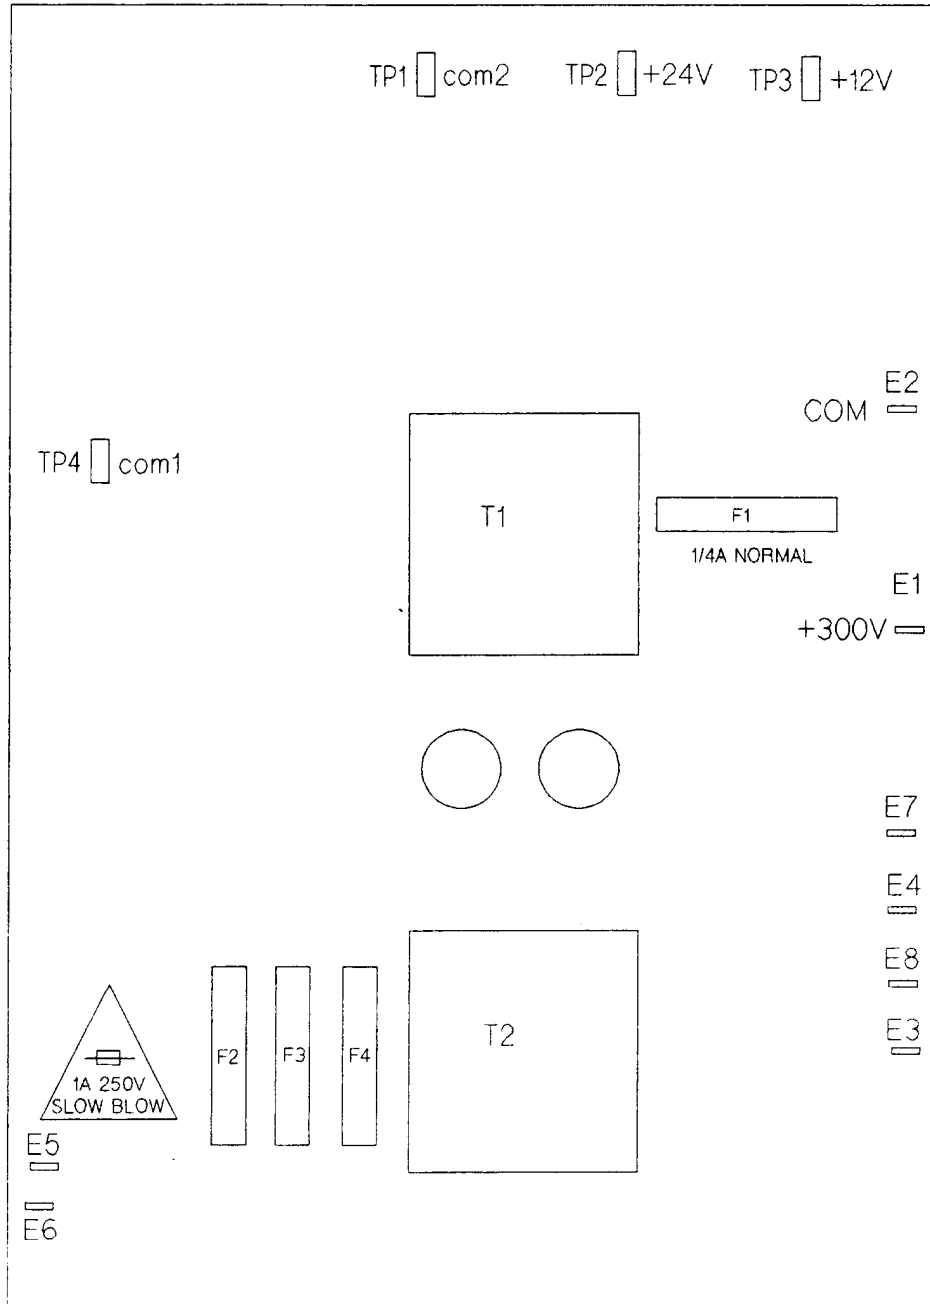 TP1 com2 TP2 +24V TP3 +12V
E2
COM
TP4 com1
T1
F1
1/4A NORMAL
E1
+300V
E7
E4
E8
E3
T2
F2 F3 F4
1A 250V
SLOW BLOW
E5
E6